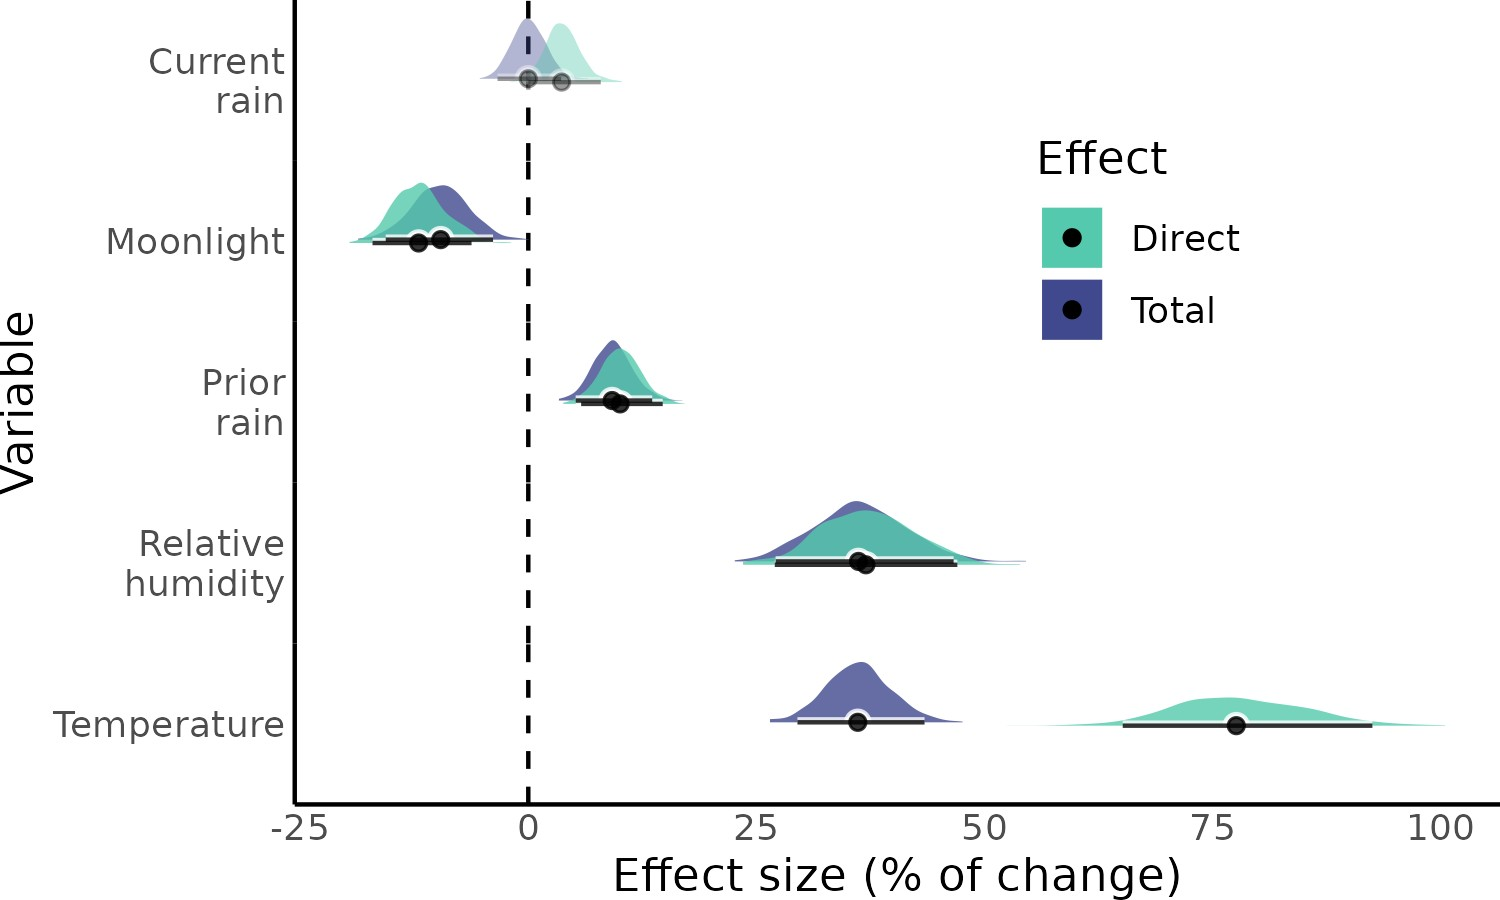 Current
rain
Moonlight
Prior
rain
Relative
humidity
Temperature
Variable
Effect
Direct
Total
-25 0 25 50 75 100
Effect size (% of change)